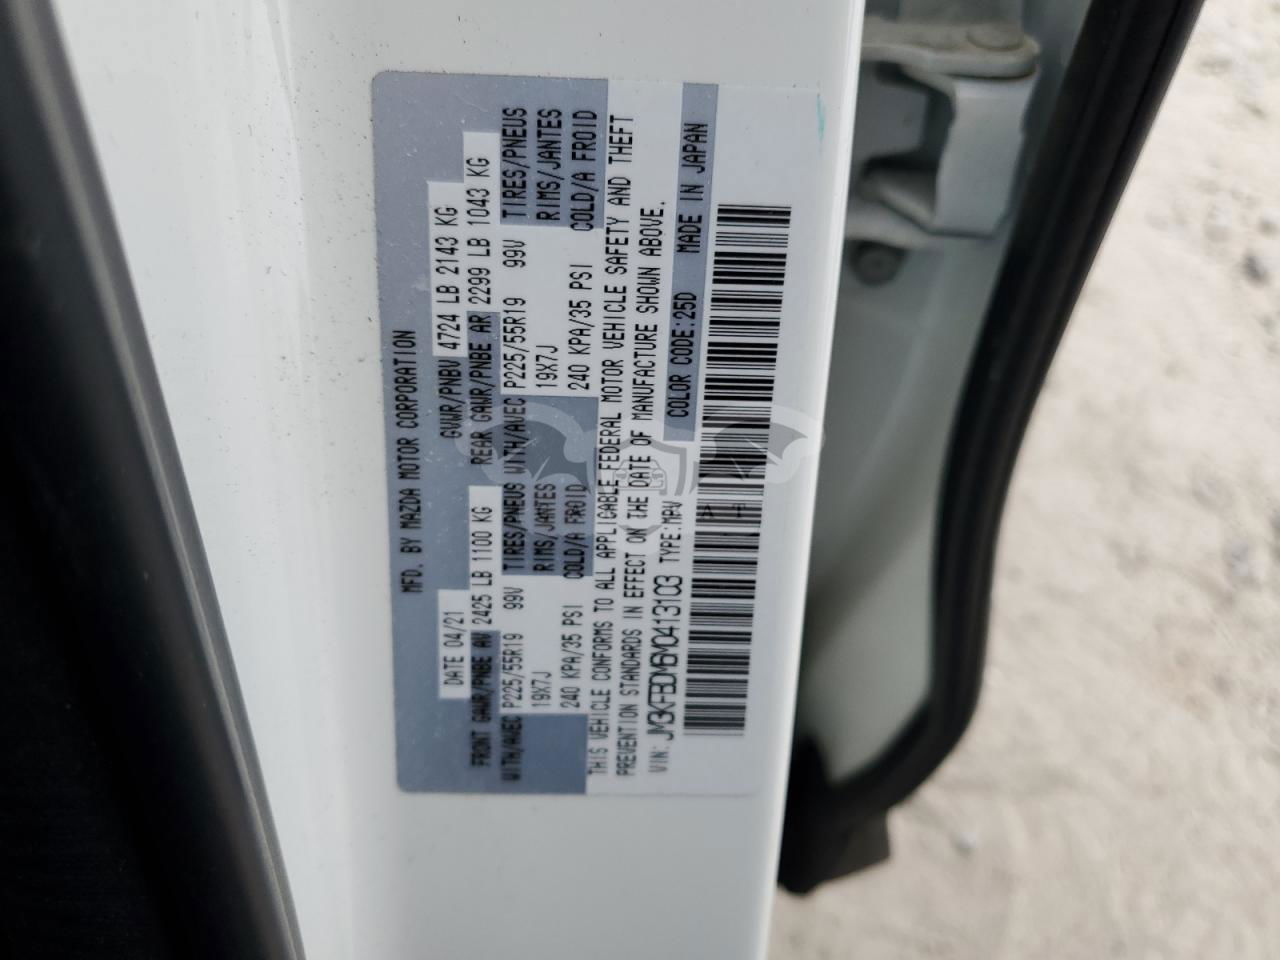 MFD. BY MAZDA MOTOR CORPORATION
DATE 04/21 GVWR/PNBV 4724 LB 2143 KG
FRONT GAWR/PNBE AV 2425 LB 1100 KG REAR GAWR/PNBE AR 2299 LB 1043 KG
WITH/AVEC P225/55R19 99V TIRES/PNEUS WITH/AVEC P225/55R19 99V TIRES/PNEUS
19X7J RIMS/JANTES 19X7J RIMS/JANTES
240 KPA/35 PSI COLD/A FROID 240 KPA/35 PSI COLD/A FROID
THIS VEHICLE CONFORMS TO ALL APPLICABLE FEDERAL MOTOR VEHICLE SAFETY AND THEFT
PREVENTION STANDARDS IN EFFECT ON THE DATE OF MANUFACTURE SHOWN ABOVE.
VIN: JM3KFBDM6M0413103 TYPE:MPV COLOR CODE:25D MADE IN JAPAN